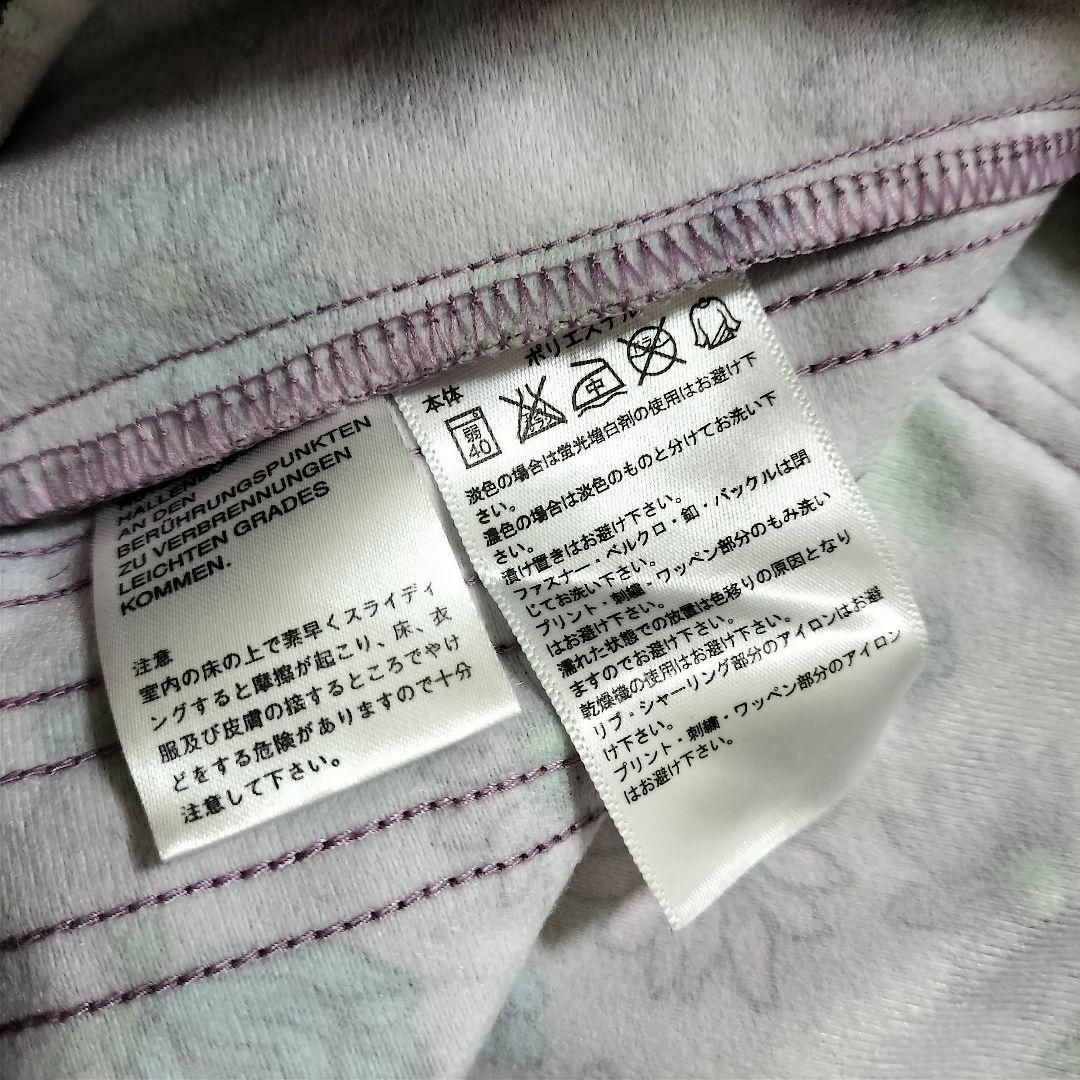 HALLENB
AN DEN
BERÜHRUNGSPUNKTEN
ZU VERBRENNUNGEN
LEICHTEN GRADES
KOMMEN.
注意
室内の床の上で素早くスライディ
ングすると摩擦が起こり、床、衣
服及び皮膚の接するところでやけ
どをする危険がありますので十分
注意して下さい。
本体 ポリエステル
弱
40
中
淡色の場合は蛍光増白剤の使用はお避け下
さい。
濃色の場合は淡色のものと分けてお洗い下
さい。
漬け置きはお避け下さい。
ファスナー・ベルクロ・釦・バックルは閉
じてお洗い下さい。
プリント・刺繍・ワッペン部分のもみ洗い
はお避け下さい。
濡れた状態での放置は色移りの原因となり
ますのでお避け下さい。
乾燥機の使用はお避け下さい。
リブ・シャーリング部分のアイロンはお避
け下さい。
プリント・刺繍・ワッペン部分のアイロン
はお避け下さい。